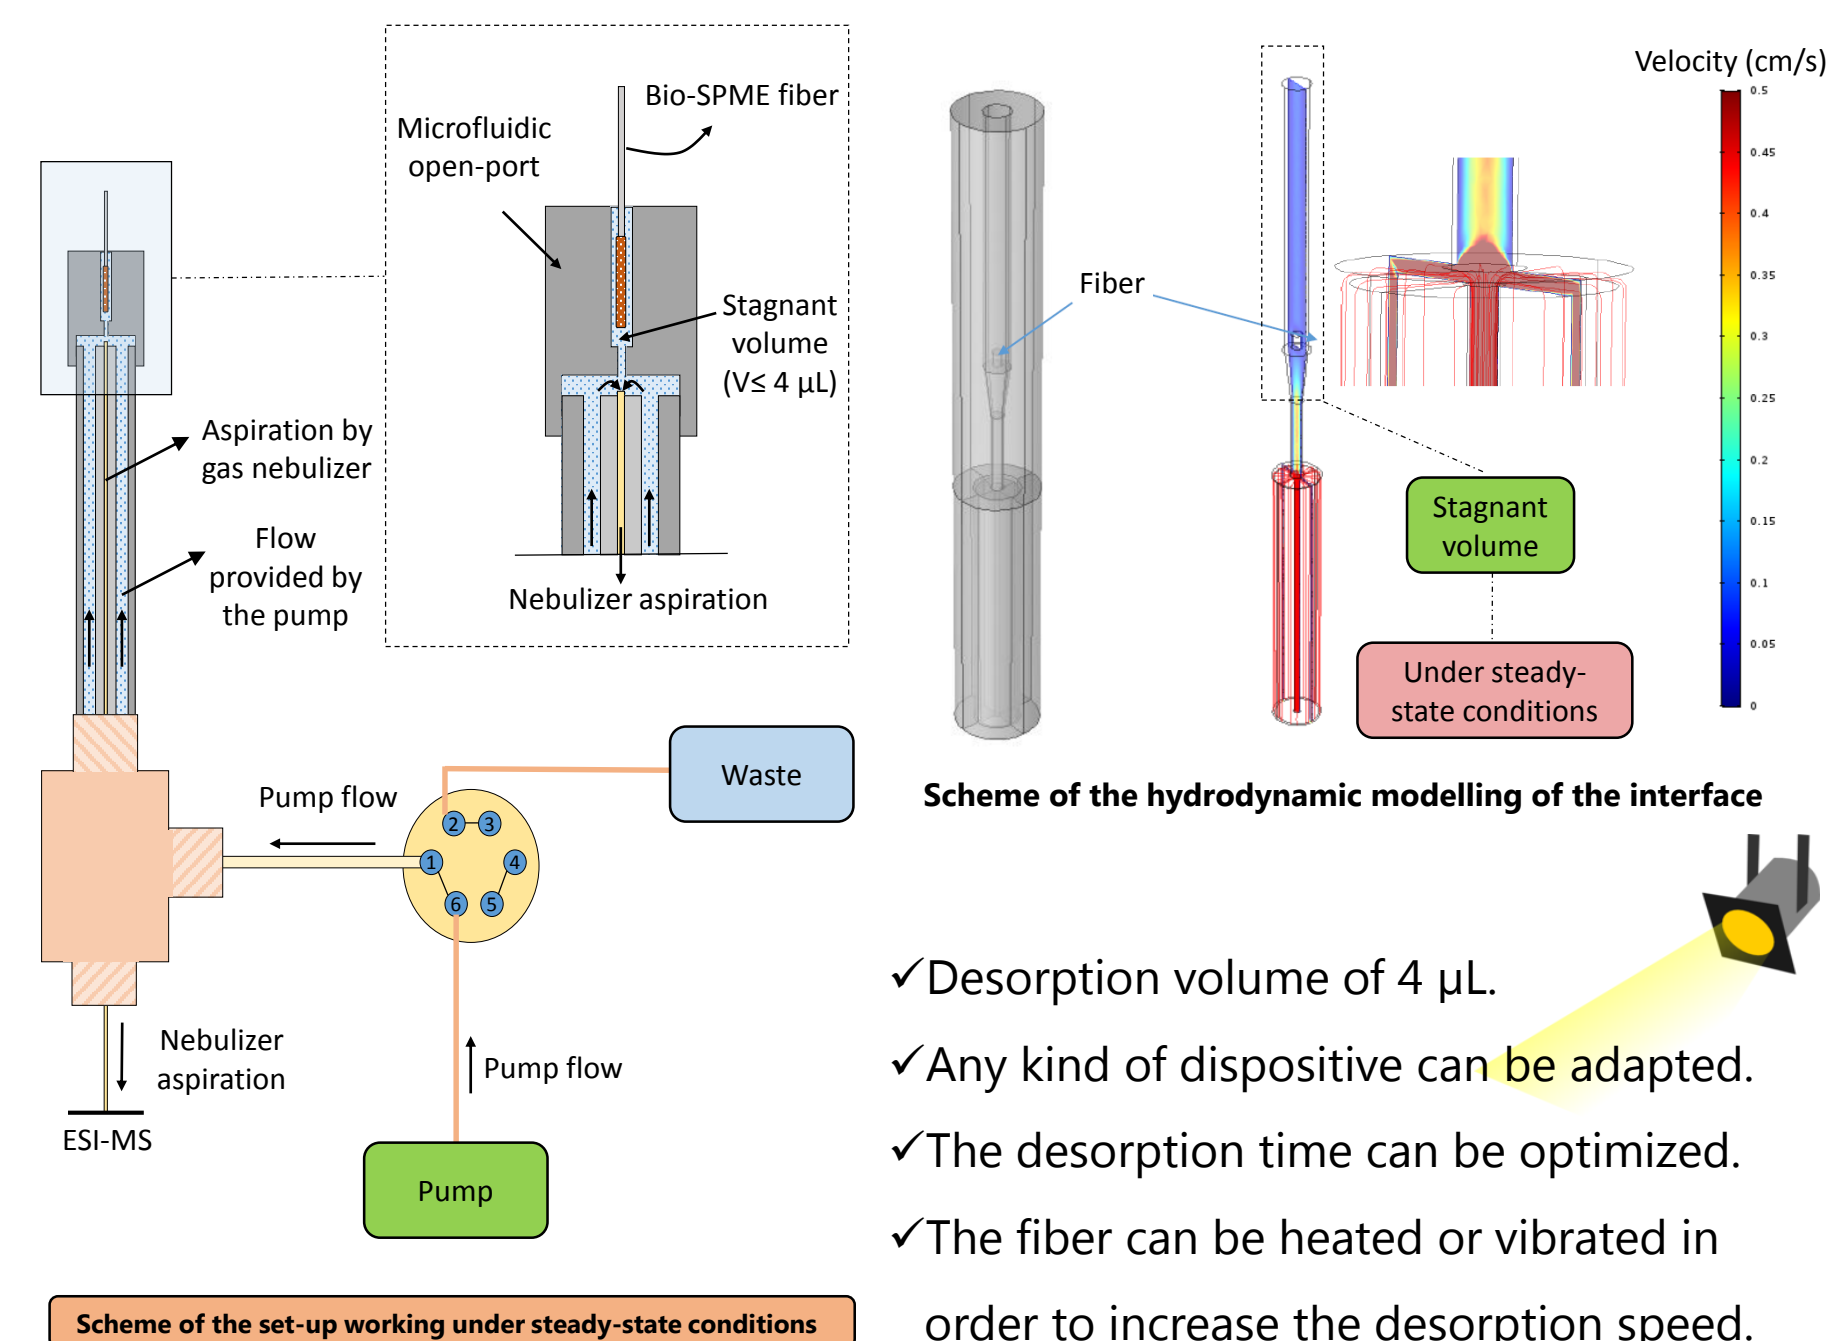 Bio-SPME fiber
Microfluidic
open-port
Stagnant
volume
(V≤ 4 µL)
Nebulizer aspiration
Aspiration by
gas nebulizer
Flow
provided by
the pump
Waste
Pump flow
2
3
1
4
6
5
Nebulizer
aspiration
Pump flow
ESI-MS
Pump
Scheme of the set-up working under steady-state conditions
Velocity (cm/s)
0.5
0.45
0.4
0.35
0.3
0.25
0.2
0.15
0.1
0.05
0
Fiber
Stagnant
volume
Under steady-
state conditions
Scheme of the hydrodynamic modelling of the interface
✓Desorption volume of 4 µL.
✓Any kind of dispositive can be adapted.
✓The desorption time can be optimized.
✓The fiber can be heated or vibrated in
order to increase the desorption speed.